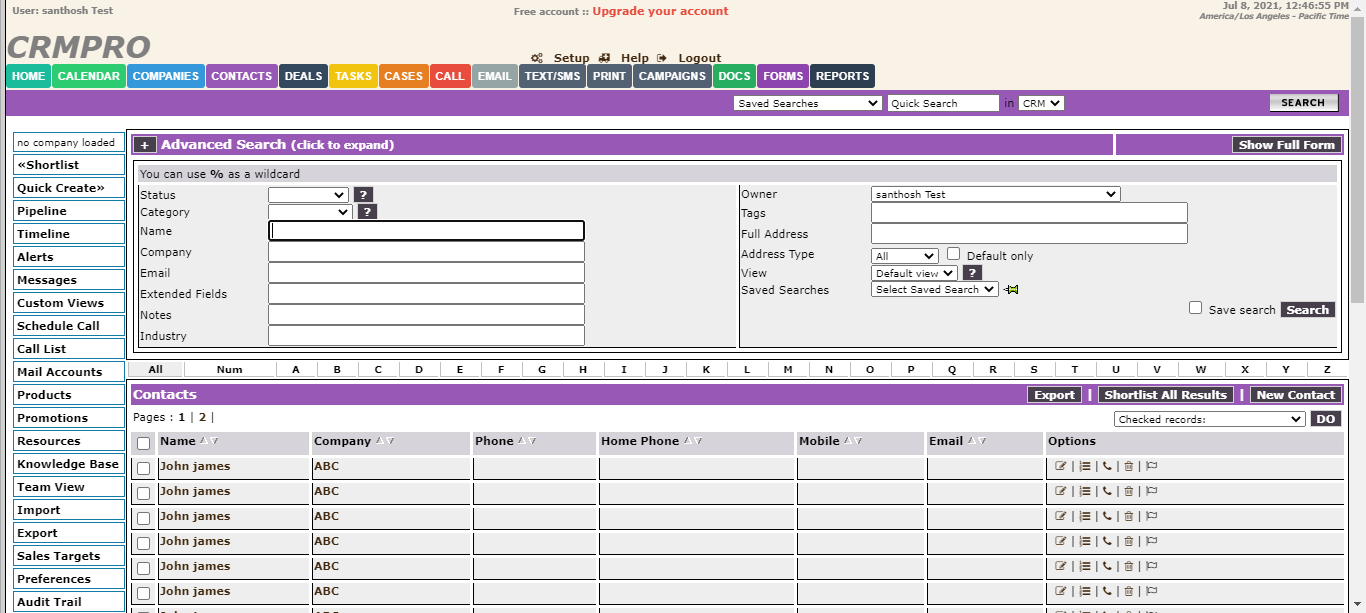 User: santhosh Test
Free account :: Upgrade your account
Jul 8, 2021, 12:46:55 PM
America/Los Angeles - Pacific Time
CRMPRO
Setup Help Logout
HOME CALENDAR COMPANIES CONTACTS DEALS TASKS CASES CALL EMAIL TEXT/SMS PRINT CAMPAIGNS DOCS FORMS REPORTS
Saved Searches Quick Search in CRM SEARCH
no company loaded
«Shortlist
Quick Create»
Pipeline
Timeline
Alerts
Messages
Custom Views
Schedule Call
Call List
Mail Accounts
Products
Promotions
Resources
Knowledge Base
Team View
Import
Export
Sales Targets
Preferences
Audit Trail
+ Advanced Search (click to expand) Show Full Form
You can use % as a wildcard
Status ?
Category ?
Name
Company
Email
Extended Fields
Notes
Industry
Owner santhosh Test
Tags
Full Address
Address Type All Default only
View Default view ?
Saved Searches Select Saved Search
Save search Search
All Num A B C D E F G H I J K L M N O P Q R S T U V W X Y Z
Contacts Export | Shortlist All Results | New Contact
Pages : 1 | 2 |
Checked records: DO
Name Company Phone Home Phone Mobile Email Options
John james ABC | | | |
John james ABC | | | |
John james ABC | | | |
John james ABC | | | |
John james ABC | | | |
John james ABC | | | |